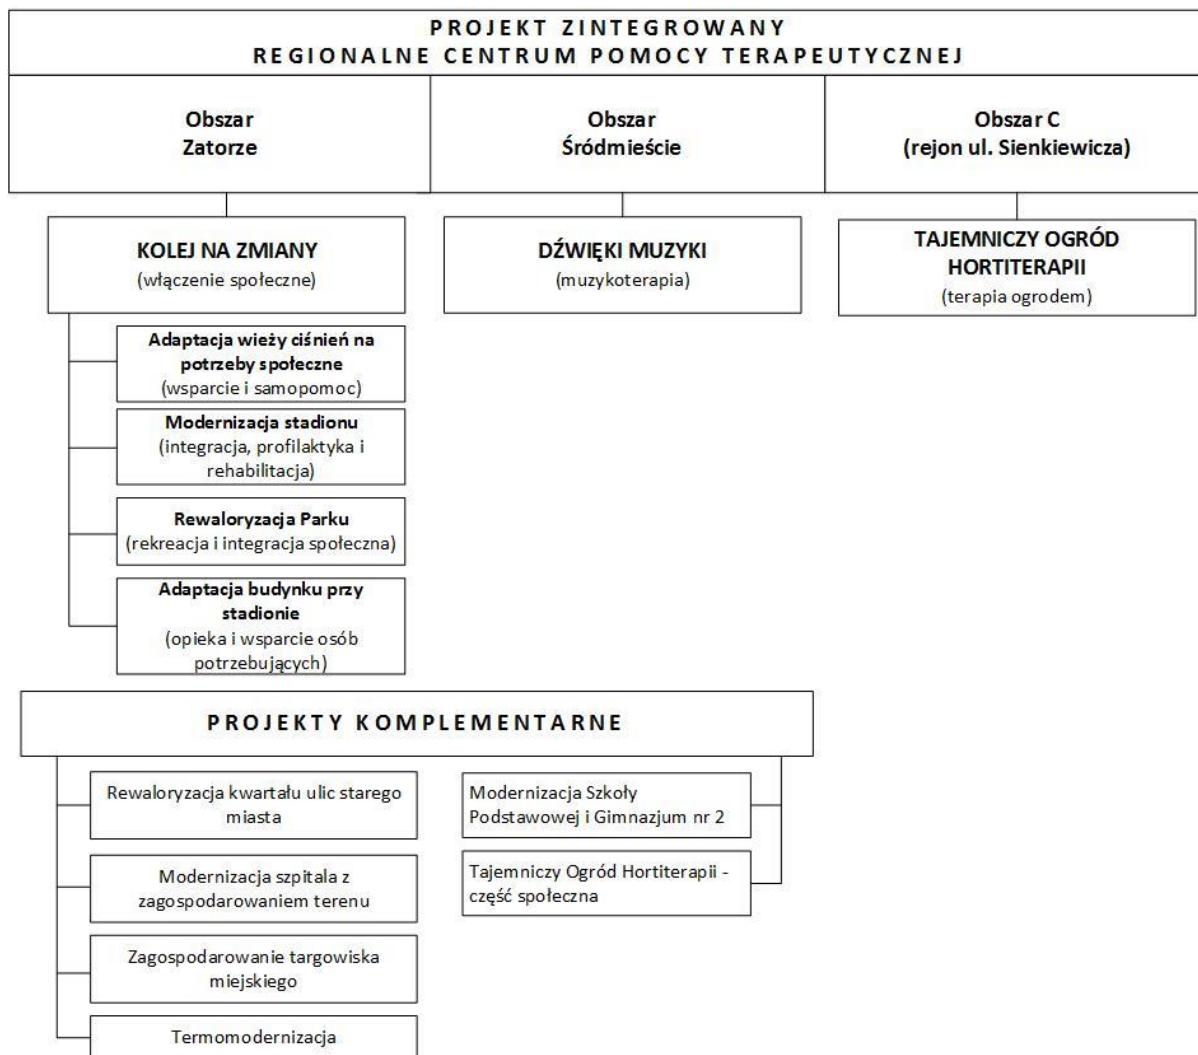 PROJEKT ZINTEGROWANY
REGIONALNE CENTRUM POMOCY TERAPEUTYCZNEJ
Obszar
Zatorze
Obszar
Śródmieście
Obszar C
(rejon ul. Sienkiewicza)
KOLEJ NA ZMIANY
(włączenie społeczne)
DŹWIĘKI MUZYKI
(muzykoterapia)
TAJEMNICZY OGRÓD
HORTITERAPII
(terapia ogrodem)
Adaptacja wieży ciśnień na
potrzeby społeczne
(wsparcie i samopomoc)
Modernizacja stadionu
(integracja, profilaktyka i
rehabilitacja)
Rewaloryzacja Parku
(rekreacja i integracja społeczna)
Adaptacja budynku przy
stadionie
(opieka i wsparcie osób
potrzebujących)
PROJEKTY KOMPLEMENTARNE
Rewaloryzacja kwartału ulic starego
miasta
Modernizacja szpitala z
zagospodarowaniem terenu
Zagospodarowanie targowiska
miejskiego
Termomodernizacja
Modernizacja Szkoły
Podstawowej i Gimnazjum nr 2
Tajemniczy Ogród Hortiterapii -
część społeczna